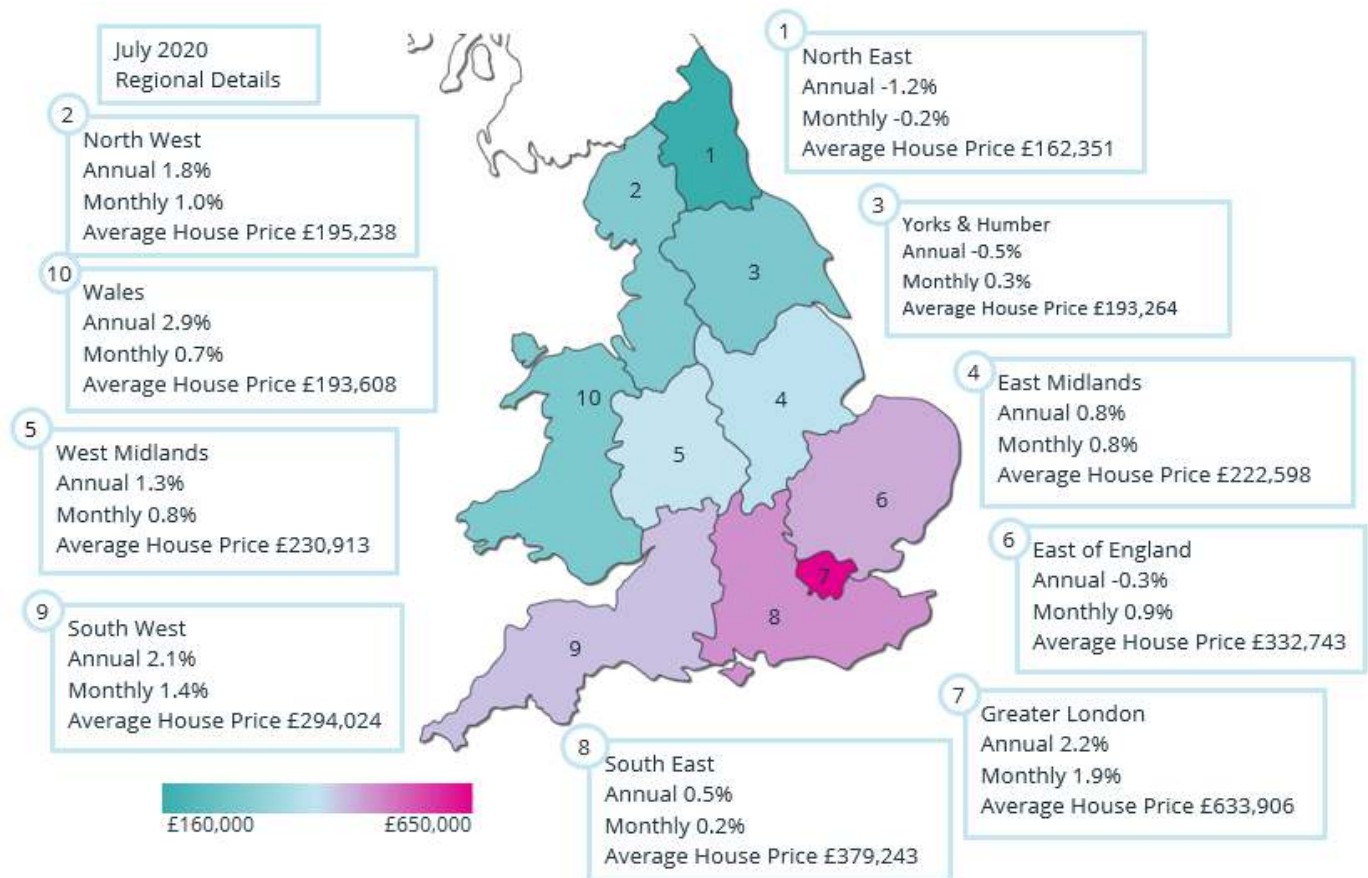 July 2020
Regional Details
1
North East
Annual -1.2%
Monthly -0.2%
Average House Price £162,351
2
North West
Annual 1.8%
Monthly 1.0%
Average House Price £195,238
3
Yorks & Humber
Annual -0.5%
Monthly 0.3%
Average House Price £193,264
10
Wales
Annual 2.9%
Monthly 0.7%
Average House Price £193,608
4
East Midlands
Annual 0.8%
Monthly 0.8%
Average House Price £222,598
5
West Midlands
Annual 1.3%
Monthly 0.8%
Average House Price £230,913
6
East of England
Annual -0.3%
Monthly 0.9%
Average House Price £332,743
9
South West
Annual 2.1%
Monthly 1.4%
Average House Price £294,024
7
Greater London
Annual 2.2%
Monthly 1.9%
Average House Price £633,906
8
South East
Annual 0.5%
Monthly 0.2%
Average House Price £379,243
1
2
3
10
4
5
6
7
8
9
£160,000 £650,000